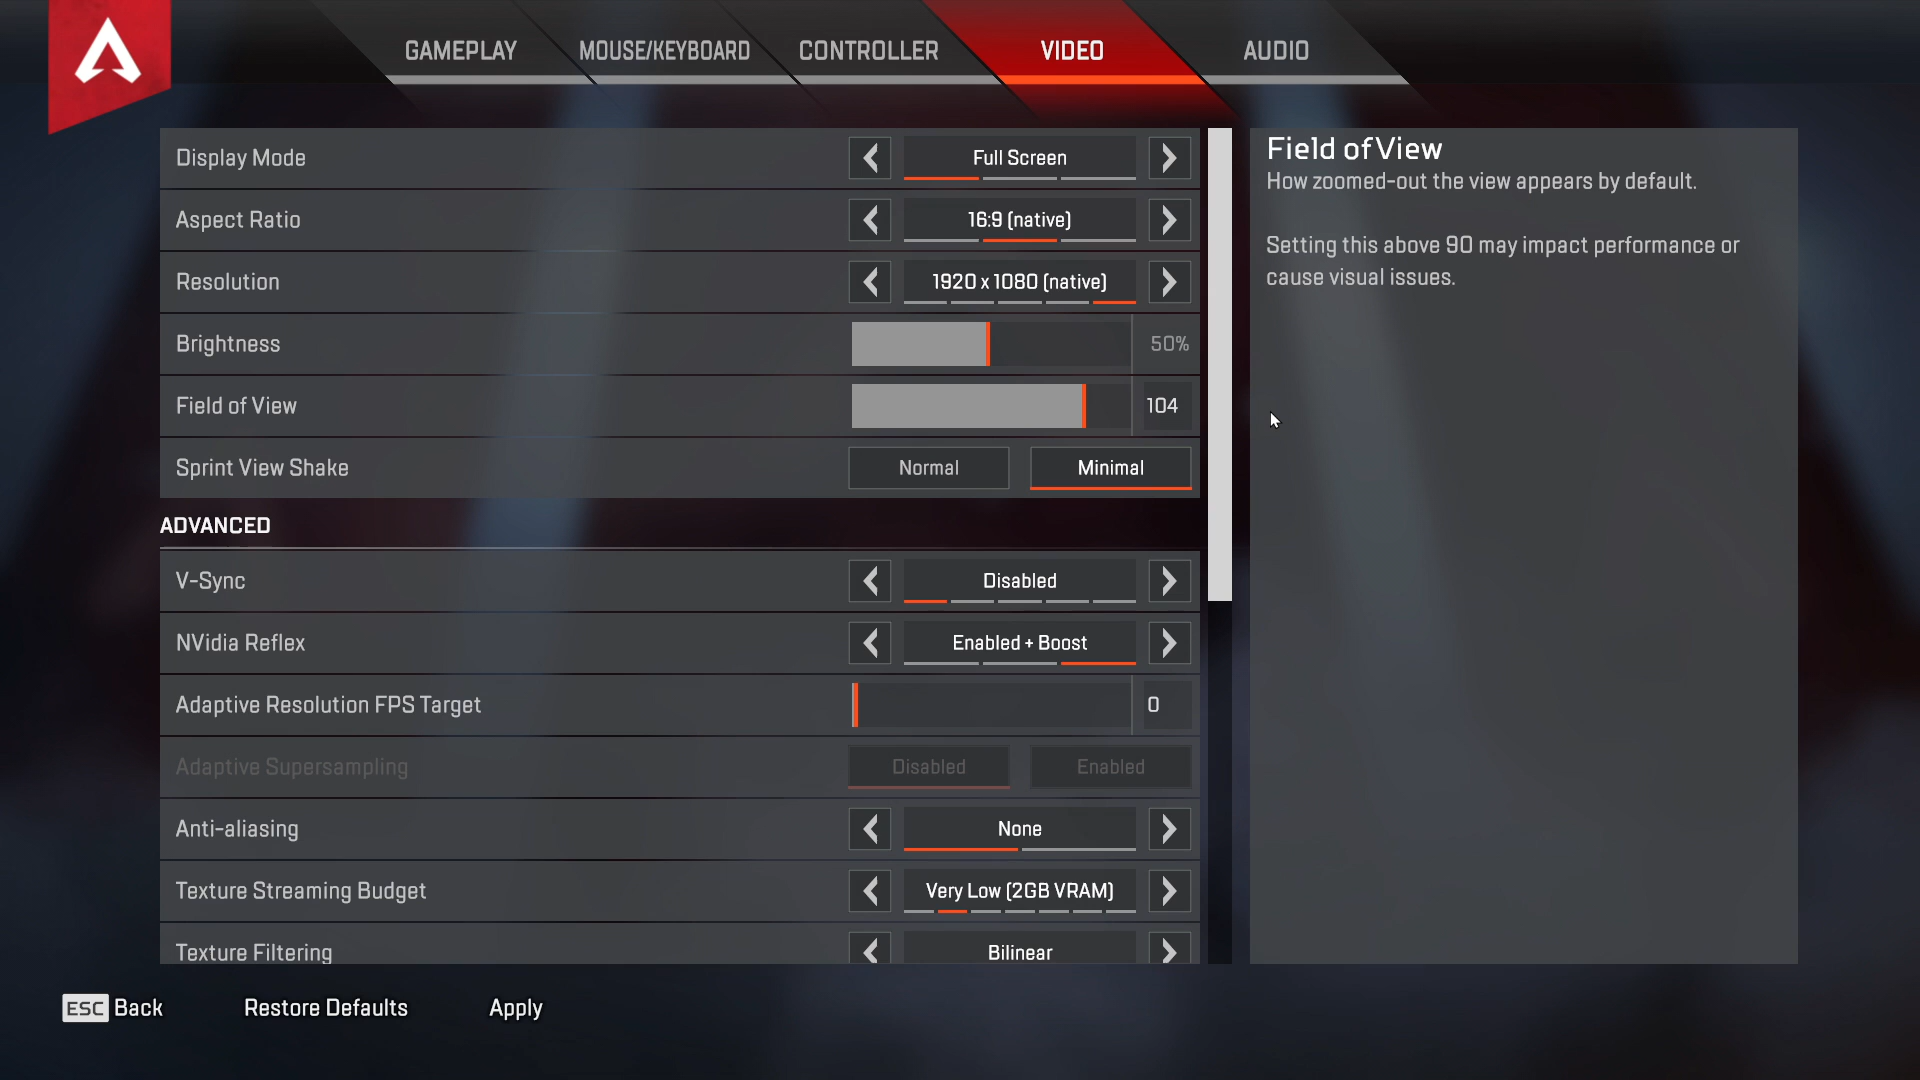 GAMEPLAY
MOUSE/KEYBOARD
CONTROLLER
VIDEO
AUDIO
Display Mode
Full Screen
Aspect Ratio
16:9 (native)
Resolution
1920 x 1080 (native)
Brightness
50%
Field of View
104
Sprint View Shake
Normal
Minimal
ADVANCED
V-Sync
Disabled
NVidia Reflex
Enabled + Boost
Adaptive Resolution FPS Target
0
Adaptive Supersampling
Disabled
Enabled
Anti-aliasing
None
Texture Streaming Budget
Very Low (2GB VRAM)
Texture Filtering
Bilinear
Field of View
How zoomed-out the view appears by default.
Setting this above 90 may impact performance or
cause visual issues.
ESC Back
Restore Defaults
Apply